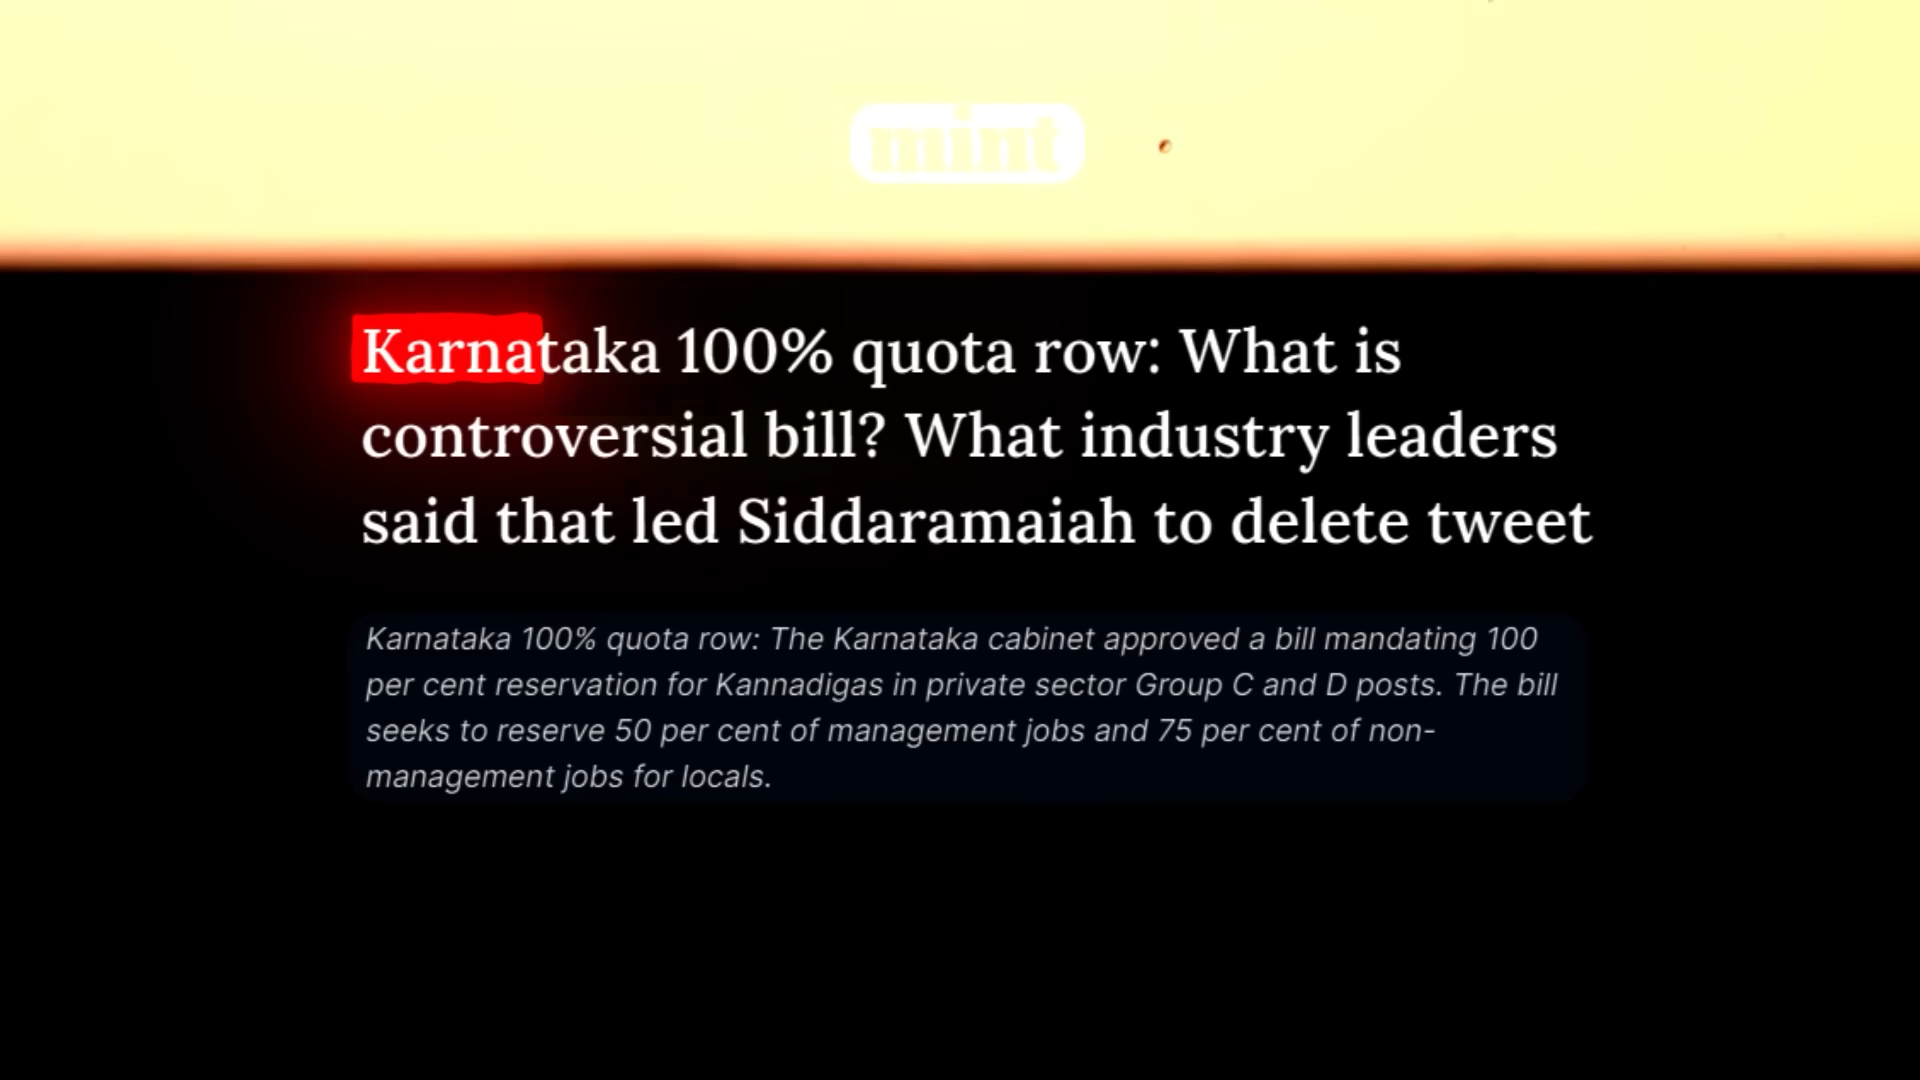 mint
Karnataka 100% quota row: What is
controversial bill? What industry leaders
said that led Siddaramaiah to delete tweet
Karnataka 100% quota row: The Karnataka cabinet approved a bill mandating 100
per cent reservation for Kannadigas in private sector Group C and D posts. The bill
seeks to reserve 50 per cent of management jobs and 75 per cent of non-
management jobs for locals.